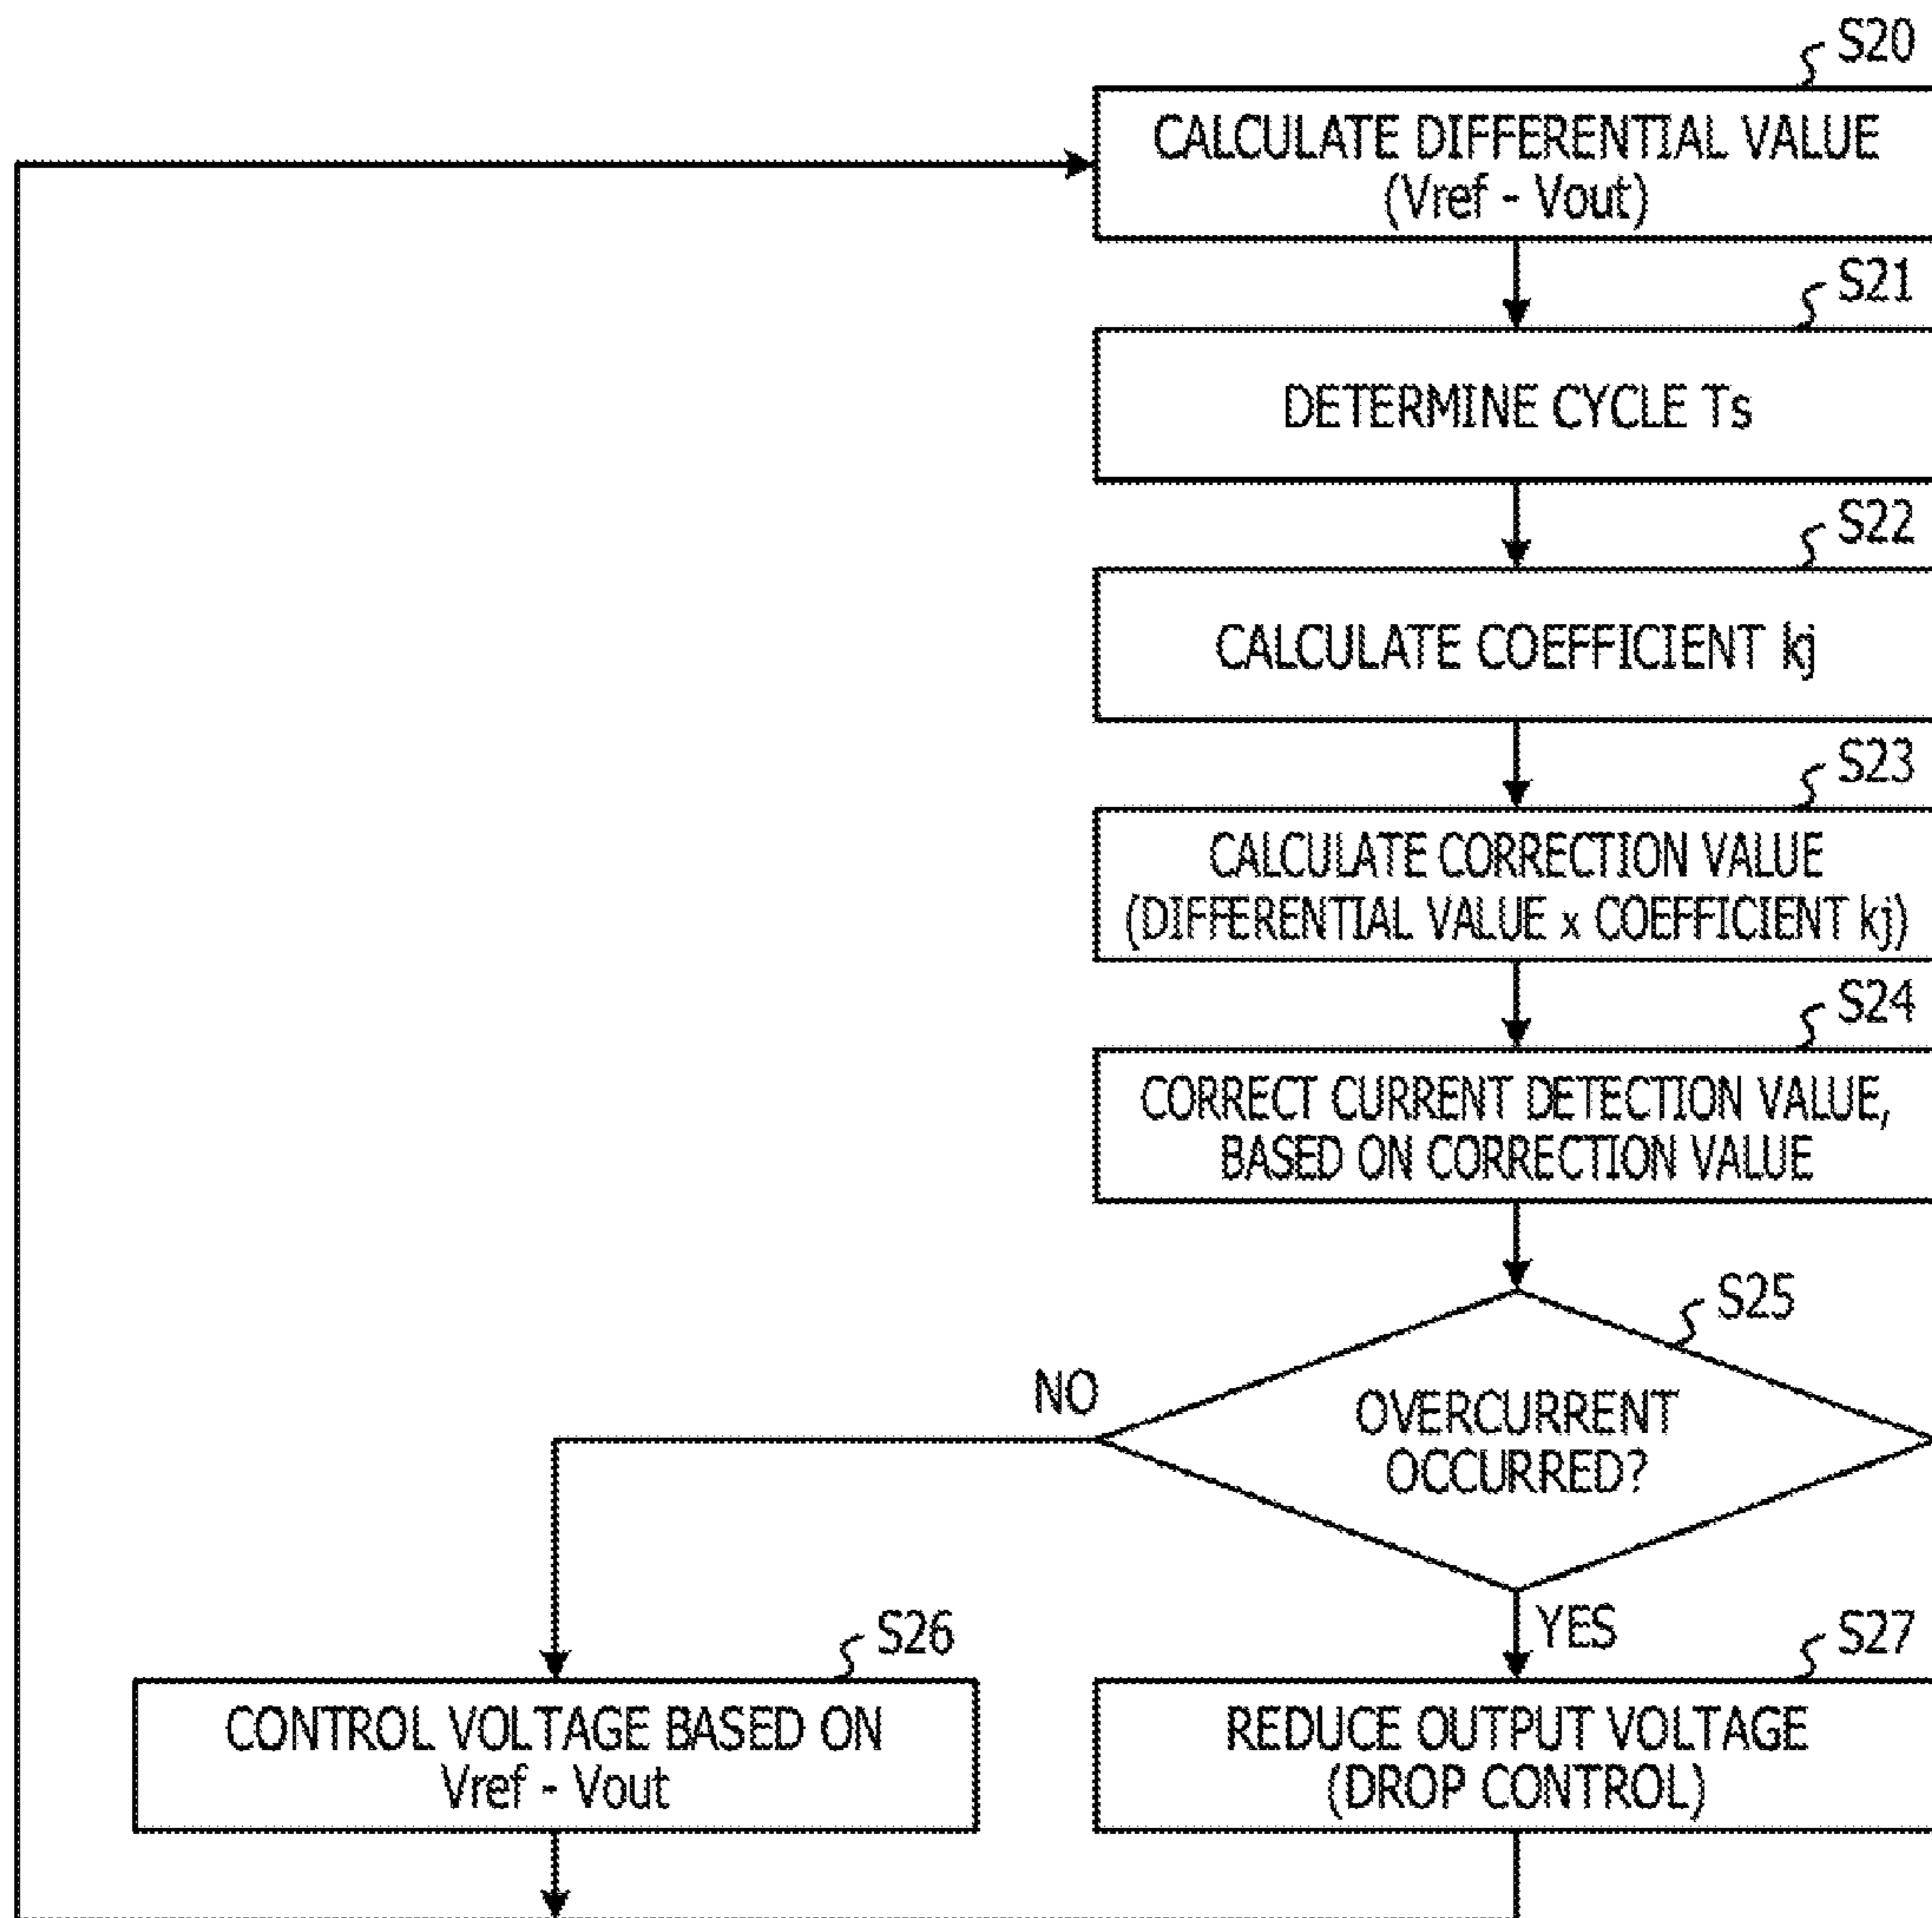 S20
CALCULATE DIFFERENTIAL VALUE
(Vref - Vout)
S21
DETERMINE CYCLE Ts
S22
CALCULATE COEFFICIENT kj
S23
CALCULATE CORRECTION VALUE
(DIFFERENTIAL VALUE x COEFFICIENT kj)
S24
CORRECT CURRENT DETECTION VALUE,
BASED ON CORRECTION VALUE
S25
NO
OVERCURRENT
OCCURRED?
YES
S26
CONTROL VOLTAGE BASED ON
Vref - Vout
S27
REDUCE OUTPUT VOLTAGE
(DROP CONTROL)